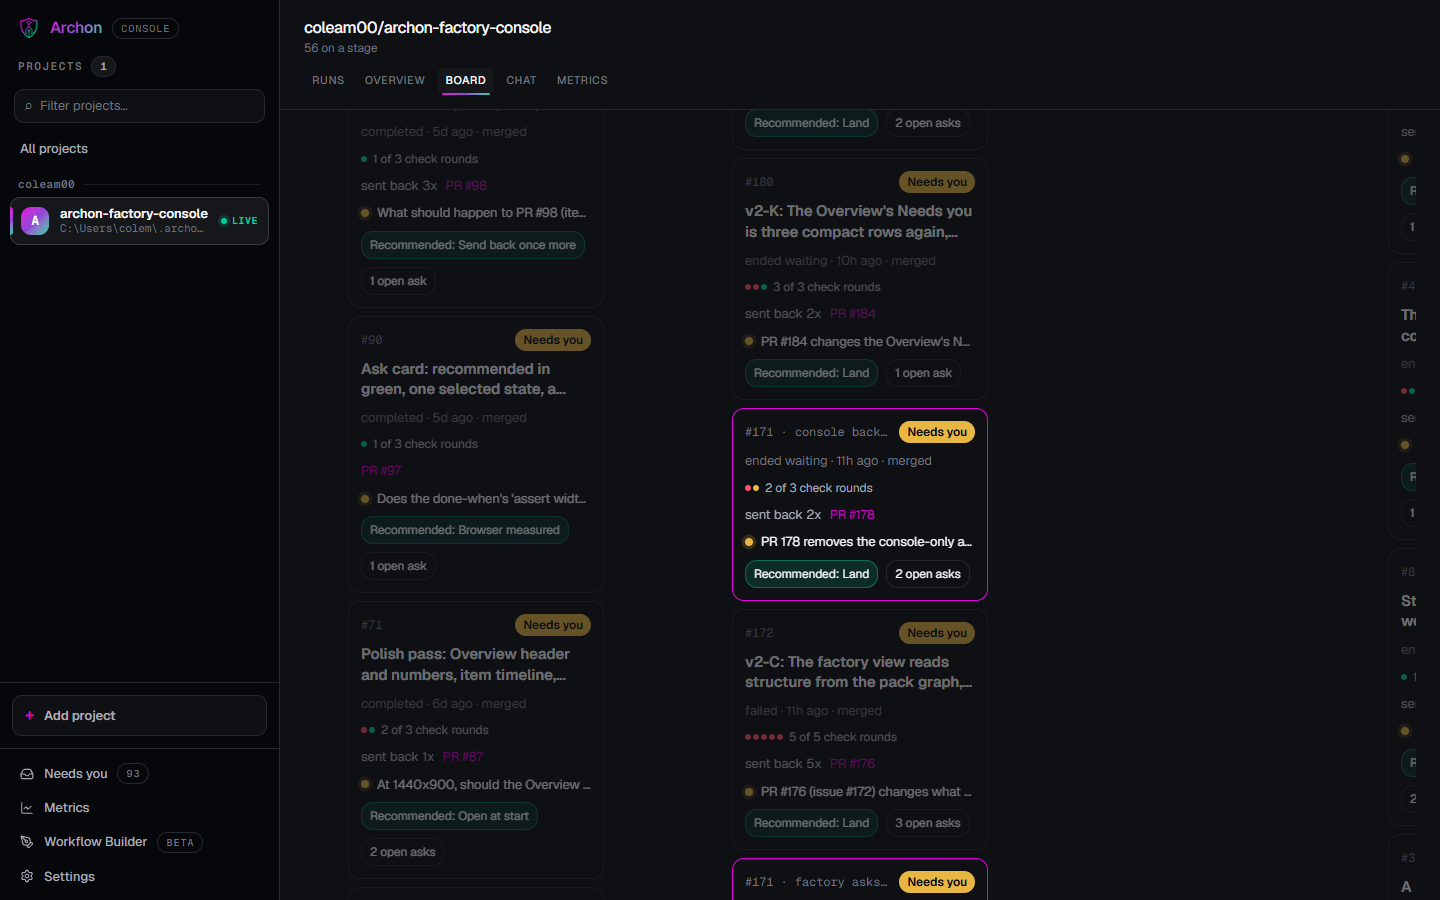 Archon
CONSOLE
PROJECTS 1
Filter projects…
All projects
coleam00
A
archon-factory-console
C:\Users\colem\.archo…
LIVE
Add project
Needs you 93
Metrics
Workflow Builder BETA
Settings
coleam00/archon-factory-console
56 on a stage
RUNS OVERVIEW BOARD CHAT METRICS
completed · 5d ago · merged
1 of 3 check rounds
sent back 3x PR #98
What should happen to PR #98 (ite…
Recommended: Send back once more
1 open ask
#90 Needs you
Ask card: recommended in
green, one selected state, a…
completed · 5d ago · merged
1 of 3 check rounds
PR #97
Does the done-when's 'assert widt…
Recommended: Browser measured
1 open ask
#71 Needs you
Polish pass: Overview header
and numbers, item timeline,…
completed · 6d ago · merged
2 of 3 check rounds
sent back 1x PR #87
At 1440x900, should the Overview …
Recommended: Open at start
2 open asks
Recommended: Land 2 open asks
#180 Needs you
v2-K: The Overview's Needs you
is three compact rows again,…
ended waiting · 10h ago · merged
3 of 3 check rounds
sent back 2x PR #184
PR #184 changes the Overview's N…
Recommended: Land 1 open ask
#171 · console back… Needs you
ended waiting · 11h ago · merged
2 of 3 check rounds
sent back 2x PR #178
PR 178 removes the console-only a…
Recommended: Land 2 open asks
#172 Needs you
v2-C: The factory view reads
structure from the pack graph,…
failed · 11h ago · merged
5 of 5 check rounds
sent back 5x PR #176
PR #176 (issue #172) changes what …
Recommended: Land 3 open asks
#171 · factory asks… Needs you
#4
Th
co
en
1
#8
St
we
en
1
2
#3
A